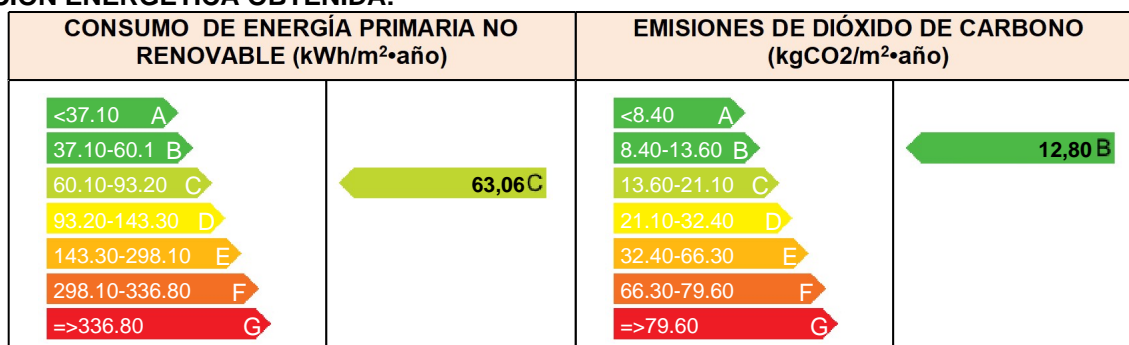 CONSUMO DE ENERGÍA PRIMARIA NO
RENOVABLE (kWh/m²•año)
EMISIONES DE DIÓXIDO DE CARBONO
(kgCO2/m²•año)
<37.10 A
37.10-60.1 B
60.10-93.20 C
93.20-143.30 D
143.30-298.10 E
298.10-336.80 F
=>336.80 G
63,06 C
<8.40 A
8.40-13.60 B
13.60-21.10 C
21.10-32.40 D
32.40-66.30 E
66.30-79.60 F
=>79.60 G
12,80 B